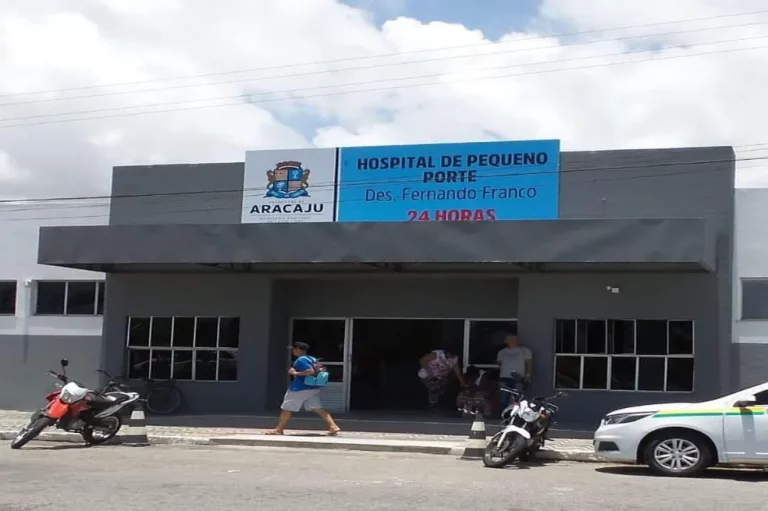 ARACAJU
HOSPITAL DE PEQUENO
PORTE
Des. Fernando Franco
24 HORAS